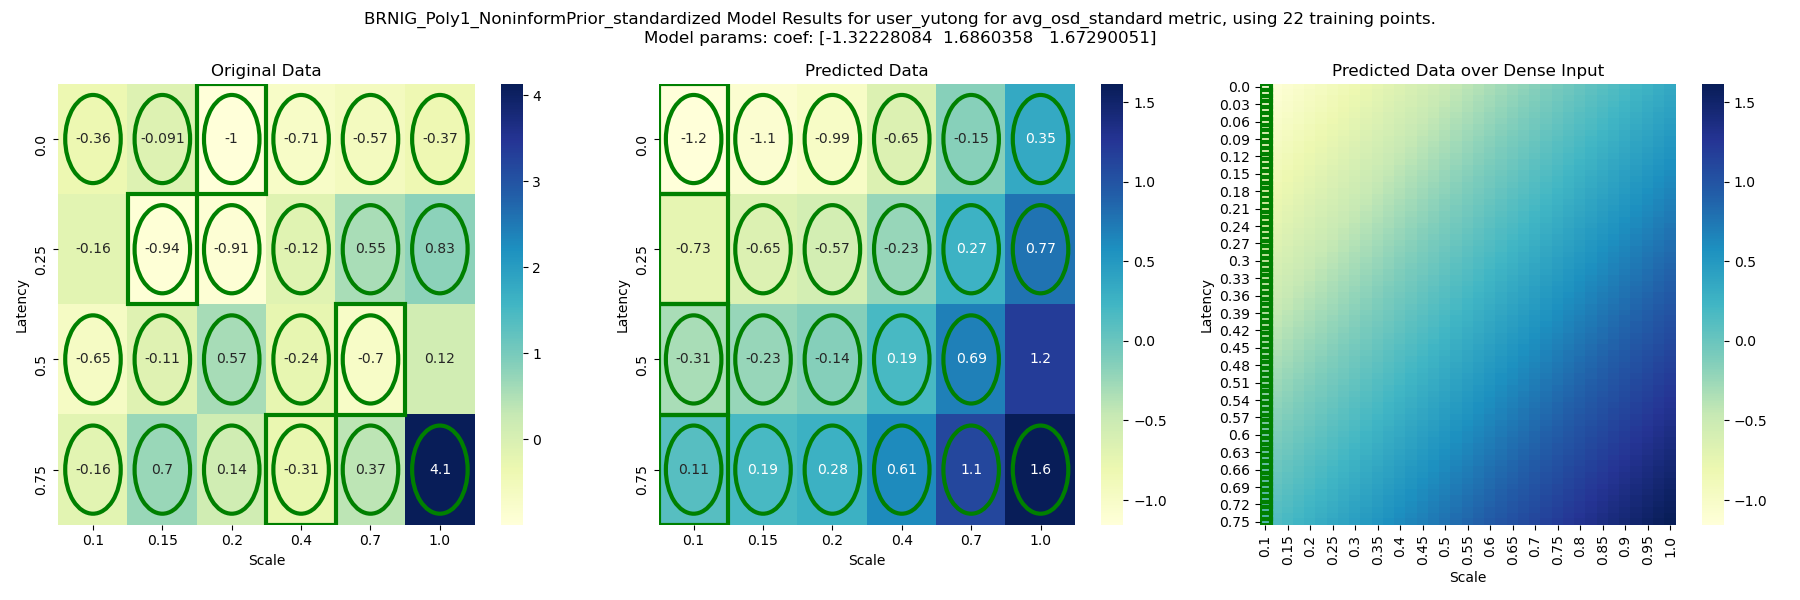 BRNIG_Poly1_NoninformPrior_standardized Model Results for user_yutong for avg_osd_standard metric, using 22 training points.
Model params: coef: [-1.32228084  1.6860358   1.67290051]
Original Data
Latency
0.0 -0.36 -0.091 -1 -0.71 -0.57 -0.37
0.25 -0.16 -0.94 -0.91 -0.12 0.55 0.83
0.5 -0.65 -0.11 0.57 -0.24 -0.7 0.12
0.75 -0.16 0.7 0.14 -0.31 0.37 4.1
0.1 0.15 0.2 0.4 0.7 1.0
Scale
4
3
2
1
0
Predicted Data
Latency
0.0 -1.2 -1.1 -0.99 -0.65 -0.15 0.35
0.25 -0.73 -0.65 -0.57 -0.23 0.27 0.77
0.5 -0.31 -0.23 -0.14 0.19 0.69 1.2
0.75 0.11 0.19 0.28 0.61 1.1 1.6
0.1 0.15 0.2 0.4 0.7 1.0
Scale
1.5
1.0
0.5
0.0
−0.5
−1.0
Predicted Data over Dense Input
Latency
0.0
0.03
0.06
0.09
0.12
0.15
0.18
0.21
0.24
0.27
0.3
0.33
0.36
0.39
0.42
0.45
0.48
0.51
0.54
0.57
0.6
0.63
0.66
0.69
0.72
0.75
0.1 0.15 0.2 0.25 0.3 0.35 0.4 0.45 0.5 0.55 0.6 0.65 0.7 0.75 0.8 0.85 0.9 0.95 1.0
Scale
1.5
1.0
0.5
0.0
−0.5
−1.0